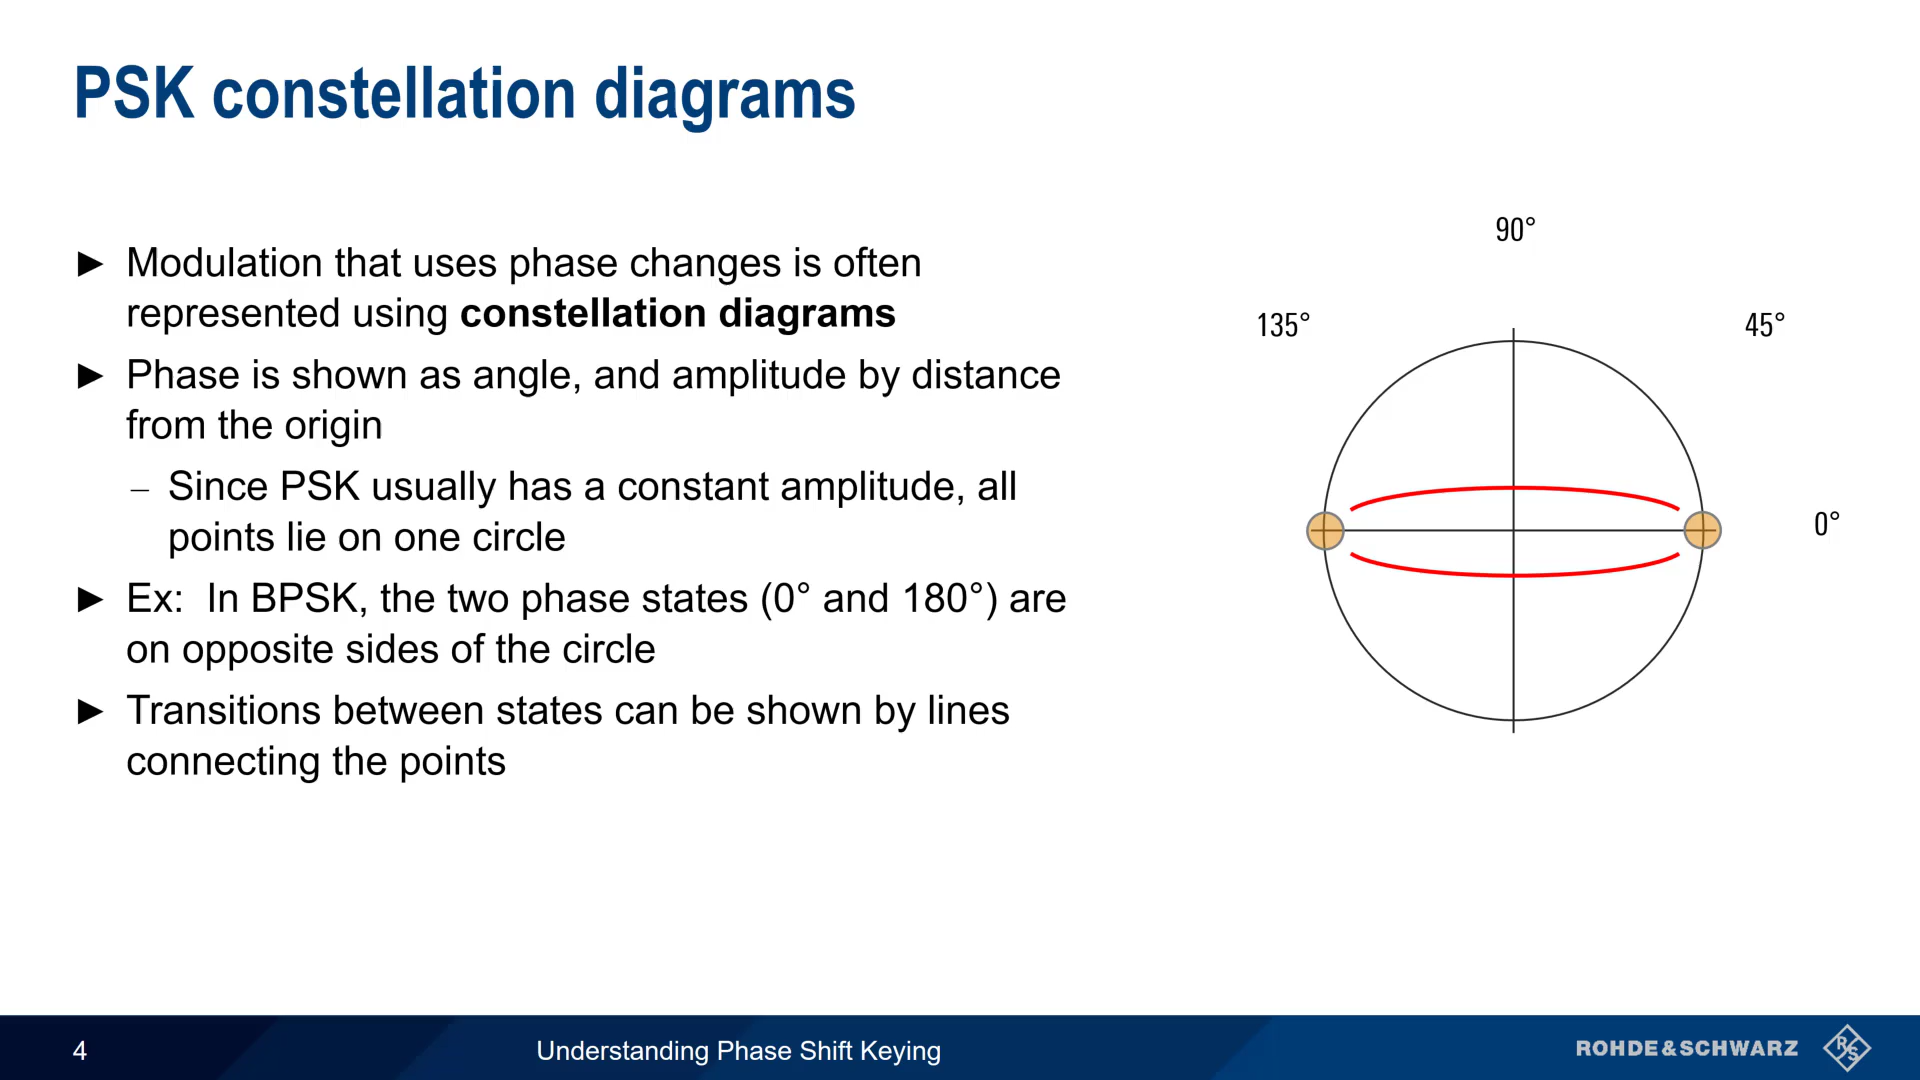 PSK constellation diagrams
► Modulation that uses phase changes is often
represented using constellation diagrams
► Phase is shown as angle, and amplitude by distance
from the origin
– Since PSK usually has a constant amplitude, all
points lie on one circle
► Ex:  In BPSK, the two phase states (0° and 180°) are
on opposite sides of the circle
► Transitions between states can be shown by lines
connecting the points
90°
135°
45°
0°
4
Understanding Phase Shift Keying
ROHDE&SCHWARZ
R&S